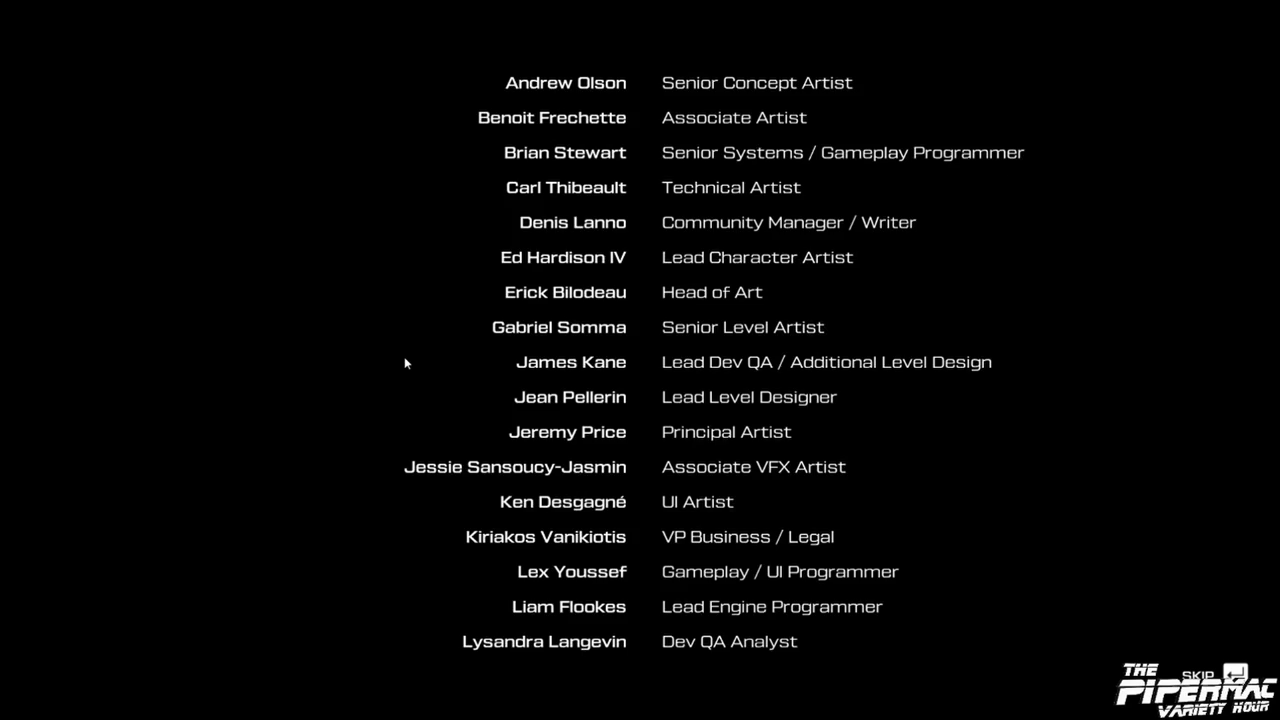 Andrew Olson Senior Concept Artist
Benoit Frechette Associate Artist
Brian Stewart Senior Systems / Gameplay Programmer
Carl Thibeault Technical Artist
Denis Lanno Community Manager / Writer
Ed Hardison IV Lead Character Artist
Erick Bilodeau Head of Art
Gabriel Somma Senior Level Artist
James Kane Lead Dev QA / Additional Level Design
Jean Pellerin Lead Level Designer
Jeremy Price Principal Artist
Jessie Sansoucy-Jasmin Associate VFX Artist
Ken Desgagné UI Artist
Kiriakos Vanikiotis VP Business / Legal
Lex Youssef Gameplay / UI Programmer
Liam Flookes Lead Engine Programmer
Lysandra Langevin Dev QA Analyst
SKIP
THE
PIPERMAC
VARIETY HOUR